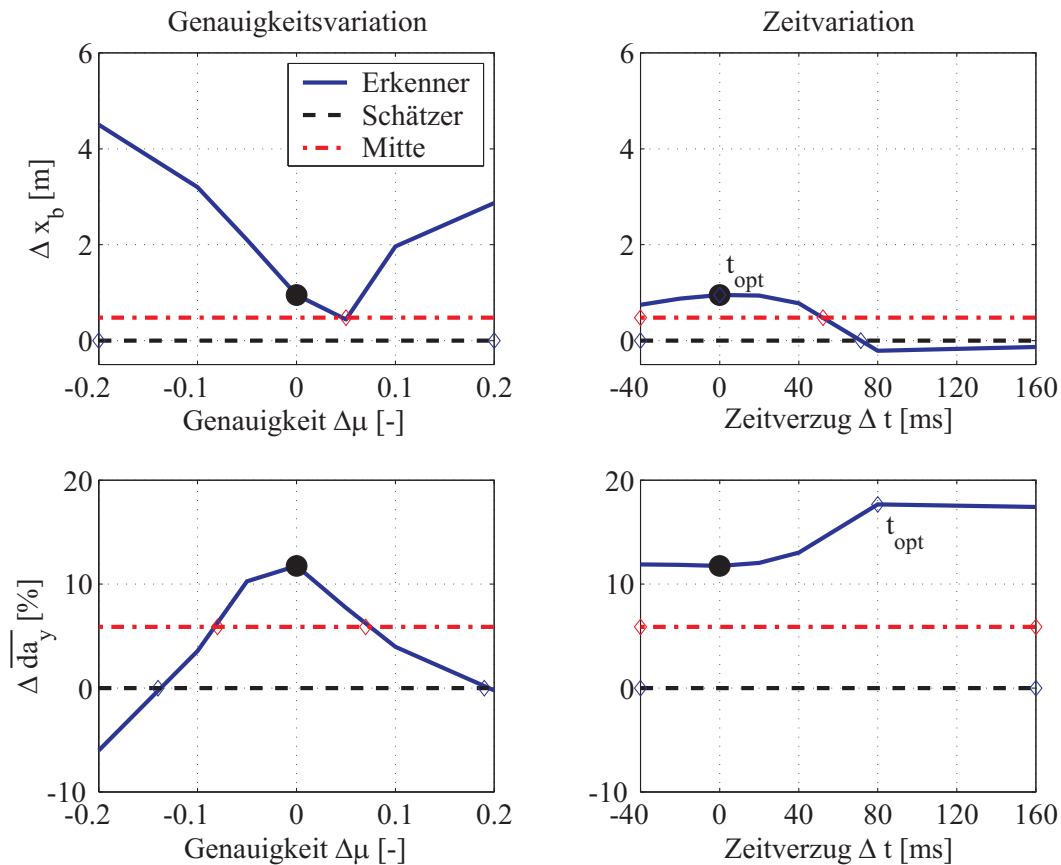 Genauigkeitsvariation
6
4
2
0
Δ x_b [m]
Erkenner
Schätzer
Mitte
-0.2 -0.1 0 0.1 0.2
Genauigkeit Δμ [-]
Zeitvariation
6
4
2
0
t_opt
-40 0 40 80 120 160
Zeitverzug Δ t [ms]
20
10
0
-10
Δ d̅a̅_y [%]
-0.2 -0.1 0 0.1 0.2
Genauigkeit Δμ [-]
20
10
0
-10
t_opt
-40 0 40 80 120 160
Zeitverzug Δ t [ms]